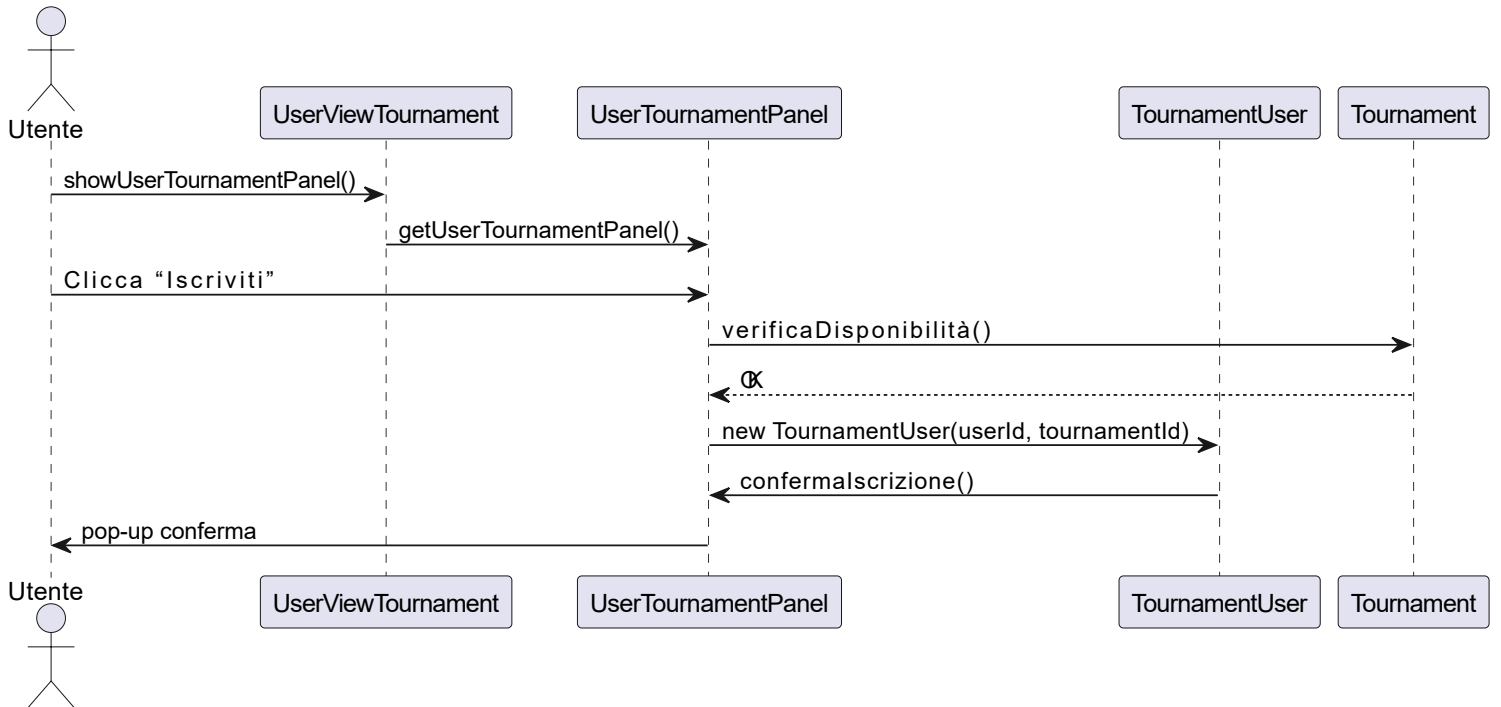 Utente
UserViewTournament
UserTournamentPanel
TournamentUser
Tournament
showUserTournamentPanel()
getUserTournamentPanel()
Clicca “Iscriviti”
verificaDisponibilità()
OK
new TournamentUser(userId, tournamentId)
confermaIscrizione()
pop-up conferma
Utente
UserViewTournament
UserTournamentPanel
TournamentUser
Tournament